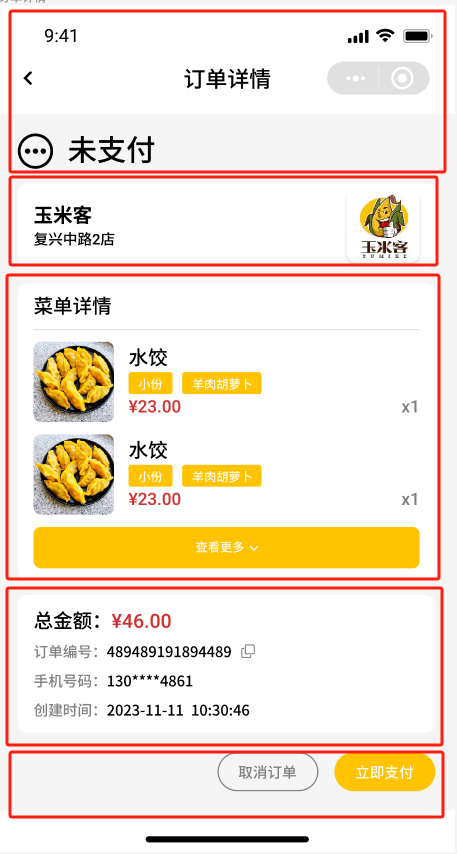 订单详情
9:41
订单详情
未支付
玉米客
复兴中路2店
玉米客
YUMIKE
菜单详情
水饺
小份 羊肉胡萝卜
¥23.00 x1
水饺
小份 羊肉胡萝卜
¥23.00 x1
查看更多
总金额：¥46.00
订单编号：489489191894489
手机号码：130****4861
创建时间：2023-11-11 10:30:46
取消订单 立即支付